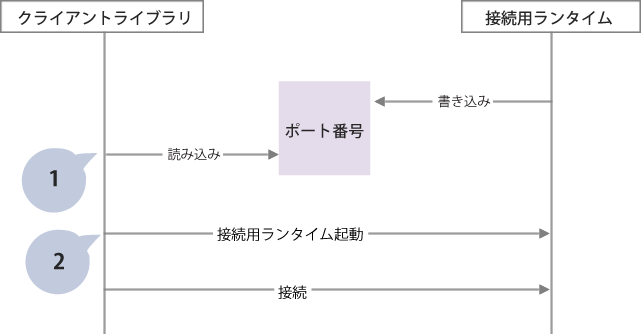 クライアントライブラリ
接続用ランタイム
書き込み
ポート番号
読み込み
1
接続用ランタイム起動
2
接続